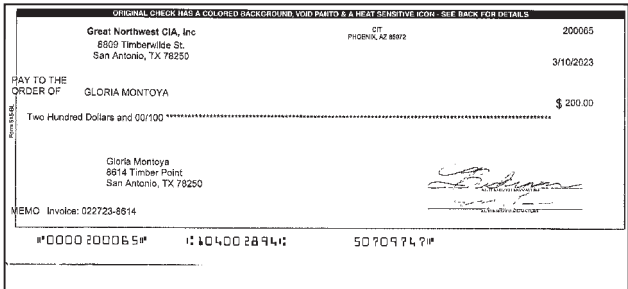 ORIGINAL CHECK HAS A COLORED BACKGROUND, VOID PANTO & A HEAT SENSITIVE ICON - SEE BACK FOR DETAILS
Great Northwest CIA, Inc
8809 Timberwilde St.
San Antonio, TX 78250
CIT
PHOENIX, AZ 85072
200065
3/10/2023
PAY TO THE
ORDER OF GLORIA MONTOYA
$ 200.00
Two Hundred Dollars and 00/100 ****************************************************************************************************
Gloria Montoya
8614 Timber Point
San Antonio, TX 78250
MEMO Invoice: 022723-8614
⑈0000200065⑈ ⑆104002894⑆ 50709747⑈